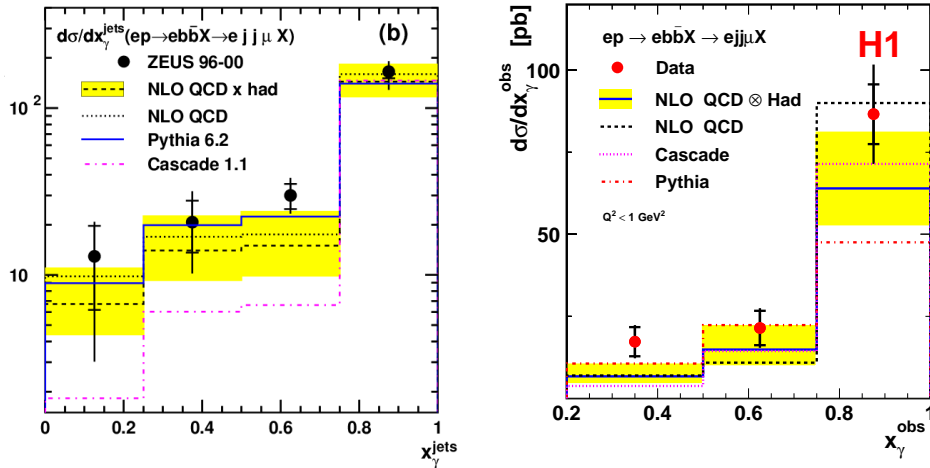 dσ/dx_γ^jets(ep→ebb̄X→e j j μ X)
(b)
ZEUS 96-00
NLO QCD x had
NLO QCD
Pythia 6.2
Cascade 1.1
10^2
10
0 0.2 0.4 0.6 0.8 1
x_γ^jets
dσ/dx_γ^obs [pb]
ep → ebb̄X → ejjμX
H1
Data
NLO QCD ⊗ Had
NLO QCD
Cascade
Pythia
Q² < 1 GeV²
100
50
0.2 0.4 0.6 0.8 1
x_γ^obs